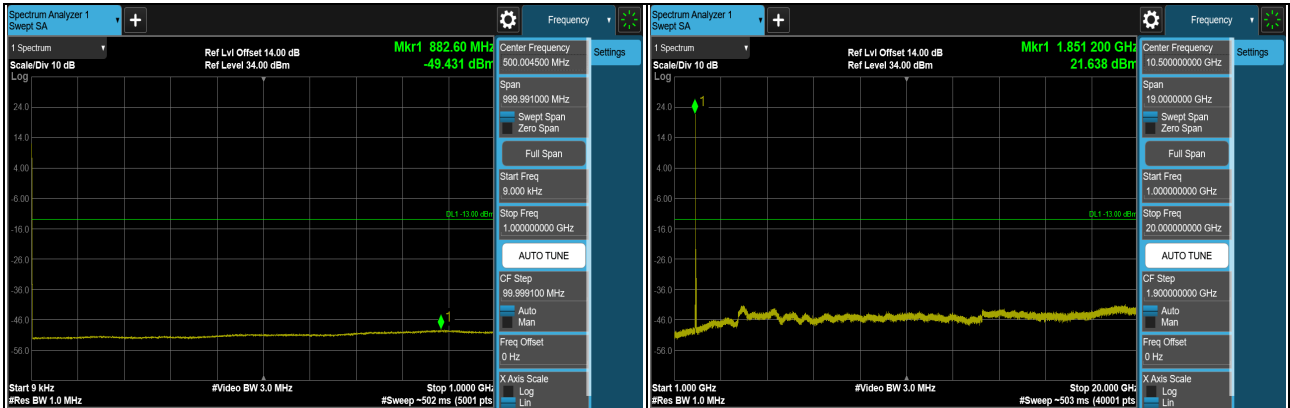 Spectrum Analyzer 1
Swept SA
Frequency
1 Spectrum
Scale/Div 10 dB
Log
Ref Lvl Offset 14.00 dB
Ref Level 34.00 dBm
Mkr1 882.60 MHz
-49.431 dBm
24.0
14.0
4.00
-6.00
-16.0
-26.0
-36.0
-46.0
-56.0
1
DL1 -13.00 dBm
Start 9 kHz
#Res BW 1.0 MHz
#Video BW 3.0 MHz
Stop 1.0000 GHz
#Sweep ~502 ms (5001 pts
Center Frequency
500.004500 MHz
Span
999.991000 MHz
Swept Span
Zero Span
Full Span
Start Freq
9.000 kHz
Stop Freq
1.000000000 GHz
AUTO TUNE
CF Step
99.999100 MHz
Auto
Man
Freq Offset
0 Hz
X Axis Scale
Log
Lin
Settings
Spectrum Analyzer 1
Swept SA
Frequency
1 Spectrum
Scale/Div 10 dB
Log
Ref Lvl Offset 14.00 dB
Ref Level 34.00 dBm
Mkr1 1.851 200 GHz
21.638 dBm
24.0
14.0
4.00
-6.00
-16.0
-26.0
-36.0
-46.0
-56.0
1
DL1 -13.00 dBm
Start 1.000 GHz
#Res BW 1.0 MHz
#Video BW 3.0 MHz
Stop 20.000 GHz
#Sweep ~503 ms (40001 pts
Center Frequency
10.500000000 GHz
Span
19.0000000 GHz
Swept Span
Zero Span
Full Span
Start Freq
1.000000000 GHz
Stop Freq
20.000000000 GHz
AUTO TUNE
CF Step
1.900000000 GHz
Auto
Man
Freq Offset
0 Hz
X Axis Scale
Log
Lin
Settings